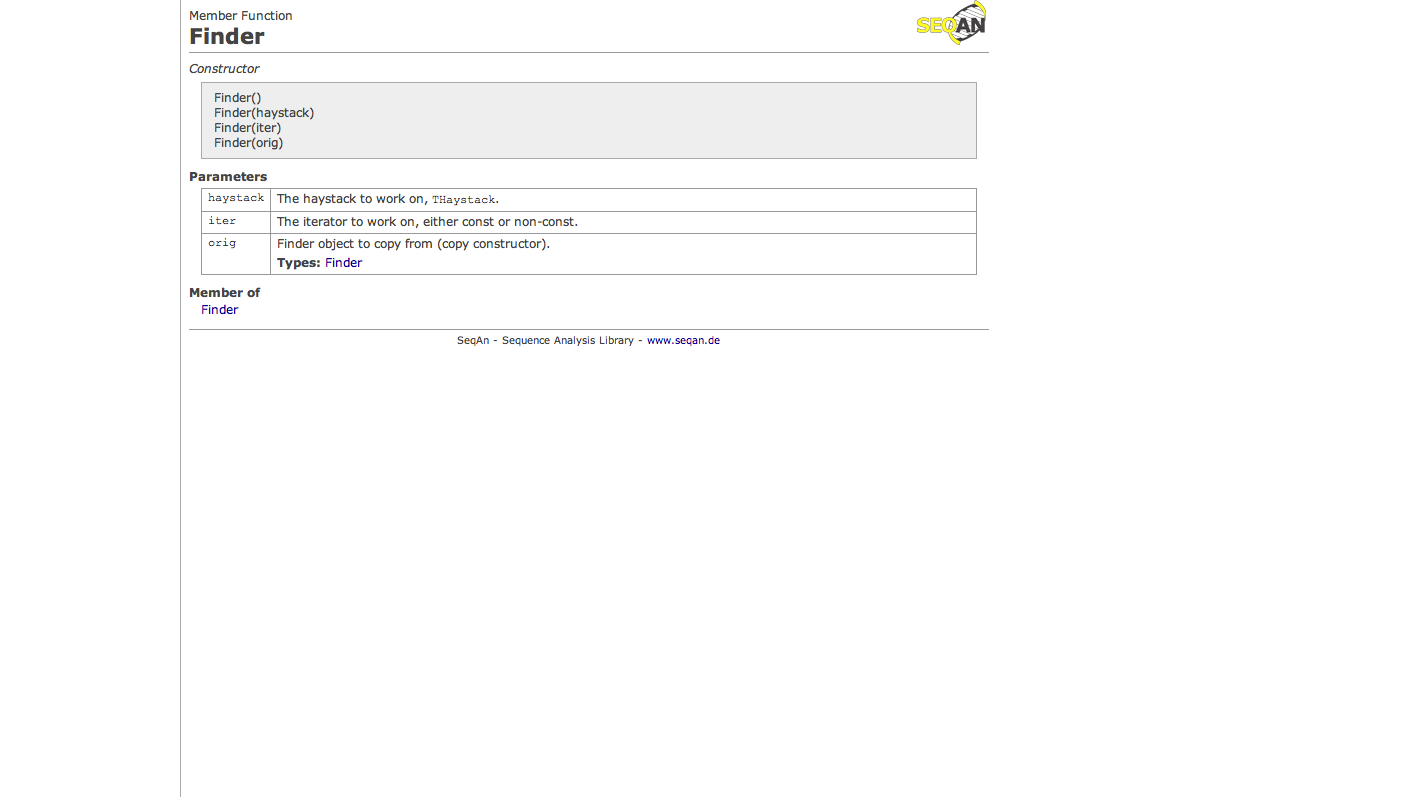 Member Function
SEQAN
Finder
Constructor
Finder()
Finder(haystack)
Finder(iter)
Finder(orig)
Parameters
haystack The haystack to work on, THaystack.
iter The iterator to work on, either const or non-const.
orig Finder object to copy from (copy constructor).
Types: Finder
Member of
Finder
SeqAn - Sequence Analysis Library - www.seqan.de